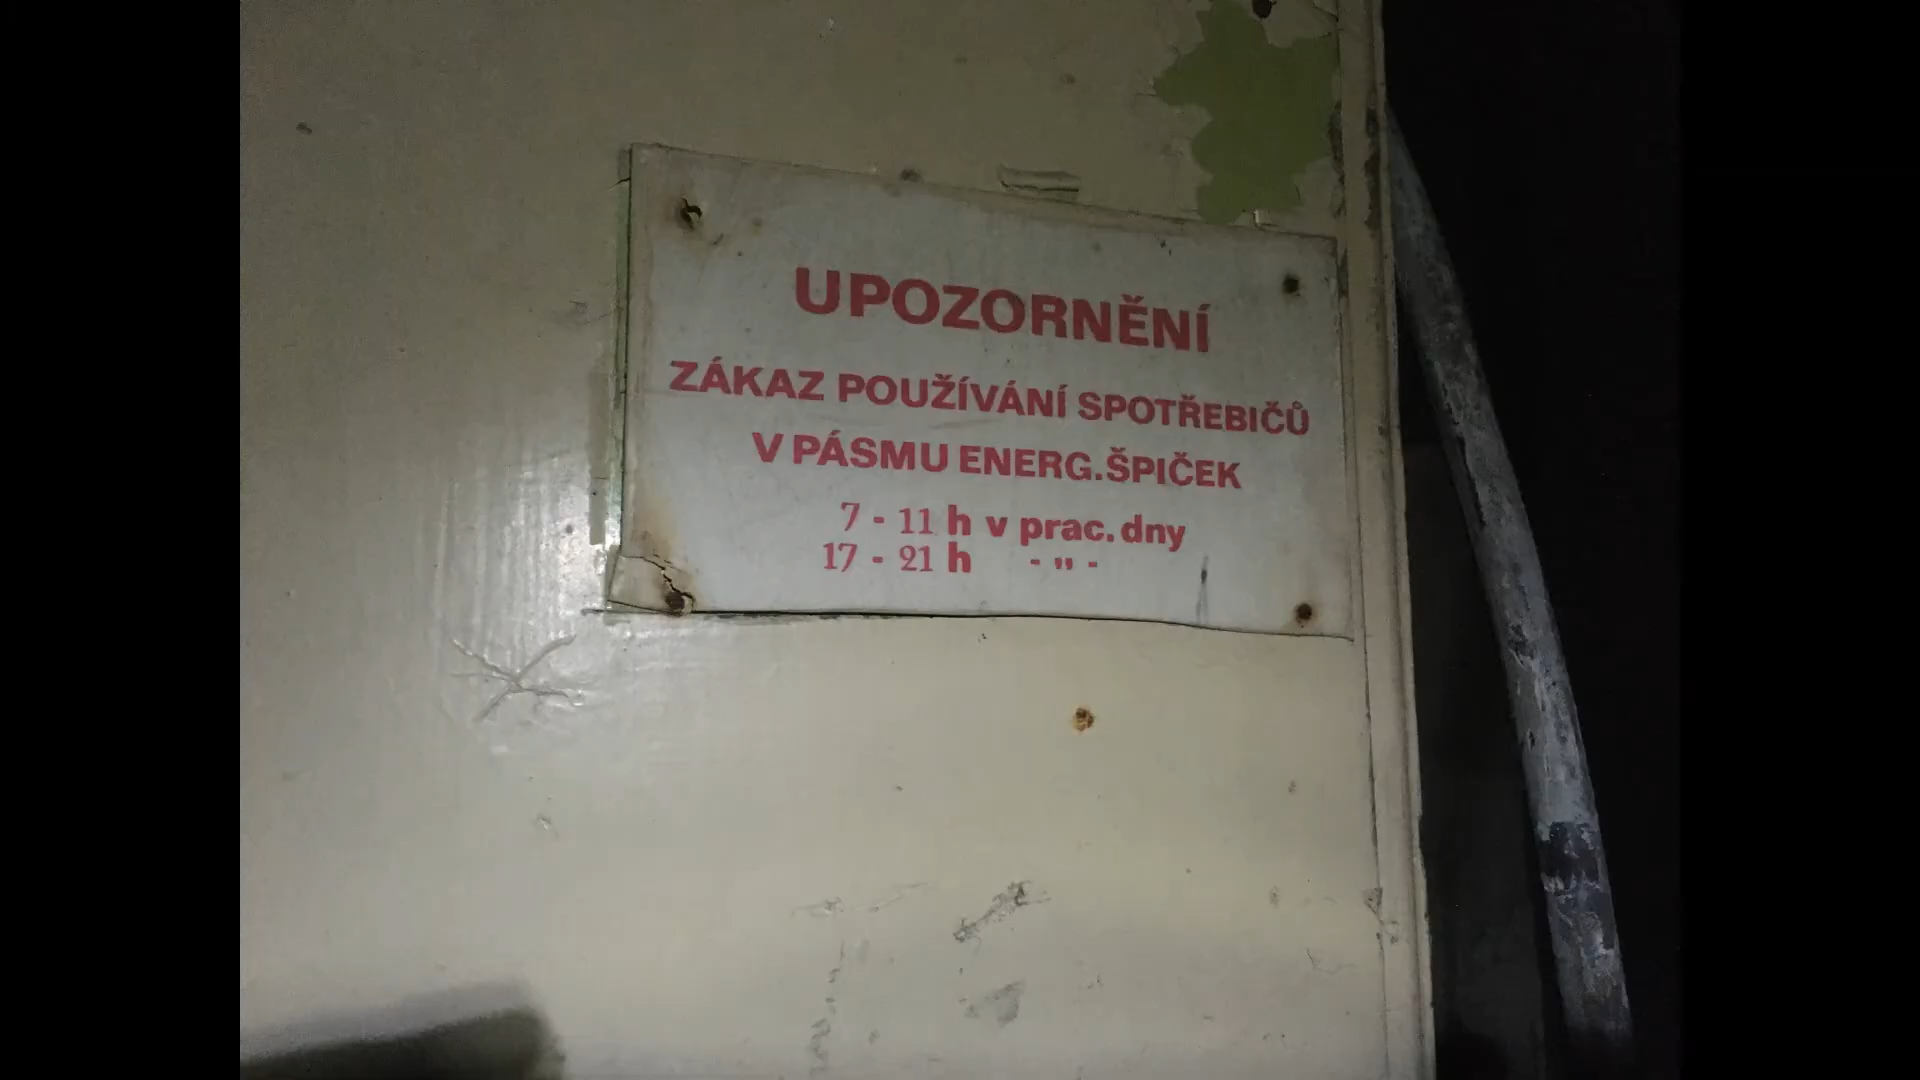 UPOZORNĚNÍ
ZÁKAZ POUŽÍVÁNÍ SPOTŘEBIČŮ
V PÁSMU ENERG.ŠPIČEK
7 - 11 h v prac. dny
17 - 21 h - " -